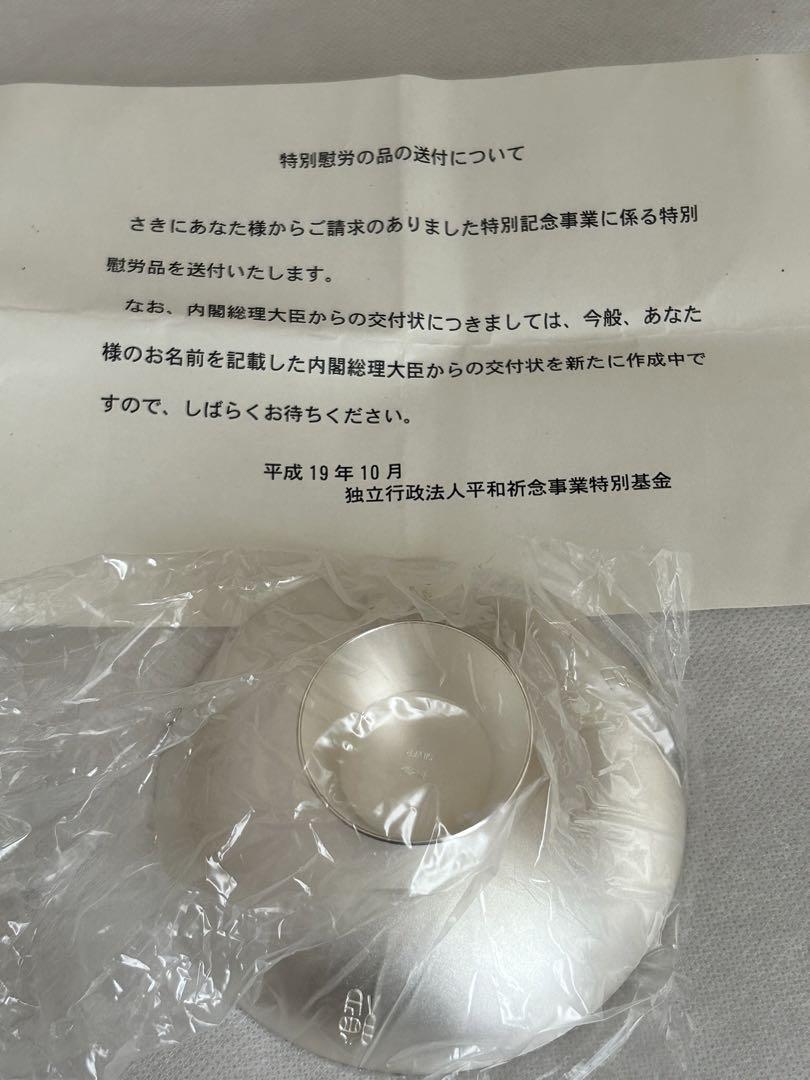 特別慰労の品の送付について
さきにあなた様からご請求のありました特別記念事業に係る特別
慰労品を送付いたします。
なお、内閣総理大臣からの交付状につきましては、今般、あなた
様のお名前を記載した内閣総理大臣からの交付状を新たに作成中で
すので、しばらくお待ちください。
平成19年10月
独立行政法人平和祈念事業特別基金
SILVER